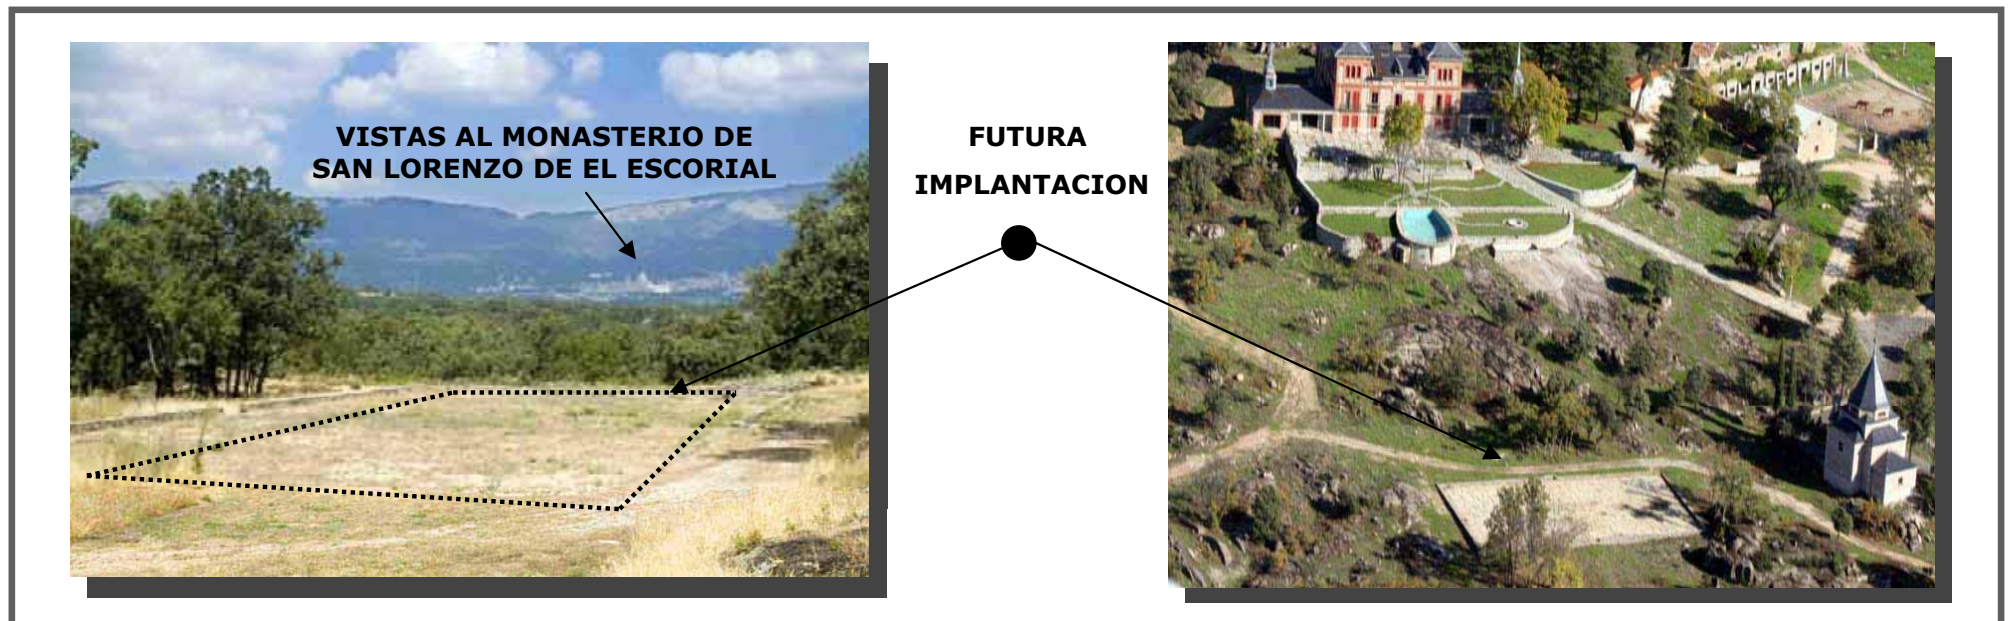 VISTAS AL MONASTERIO DE
SAN LORENZO DE EL ESCORIAL
FUTURA
IMPLANTACION